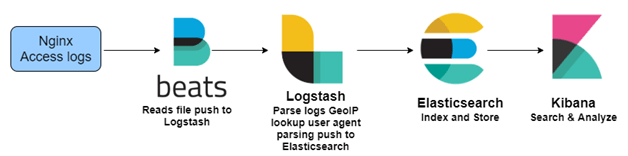 Nginx
Access logs
beats
Reads file push to
Logstash
Logstash
Parse logs GeoIP
lookup user agent
parsing push to
Elasticsearch
Elasticsearch
Index and Store
Kibana
Search & Analyze